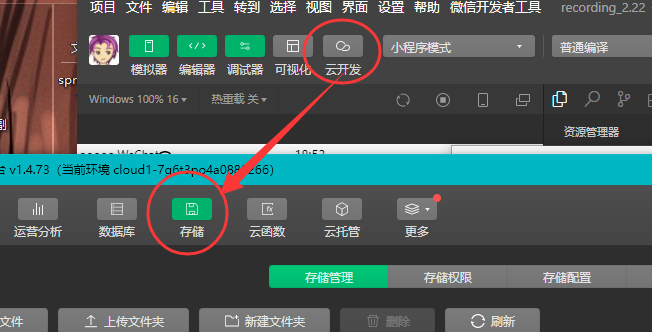 项目 文件 编辑 工具 转到 选择 视图 界面 设置 帮助 微信开发者工具 recording_2.22
模拟器 编辑器 调试器 可视化 云开发 小程序模式 普通编译
Windows 100% 16 热重载 关
资源管理器
WeChat 18:52
台 v1.4.73（当前环境 cloud1-7g6t3po4a088 266）
运营分析 数据库 存储 云函数 云托管 更多
存储管理 存储权限 存储配置
文件 上传文件夹 新建文件夹 删除 刷新